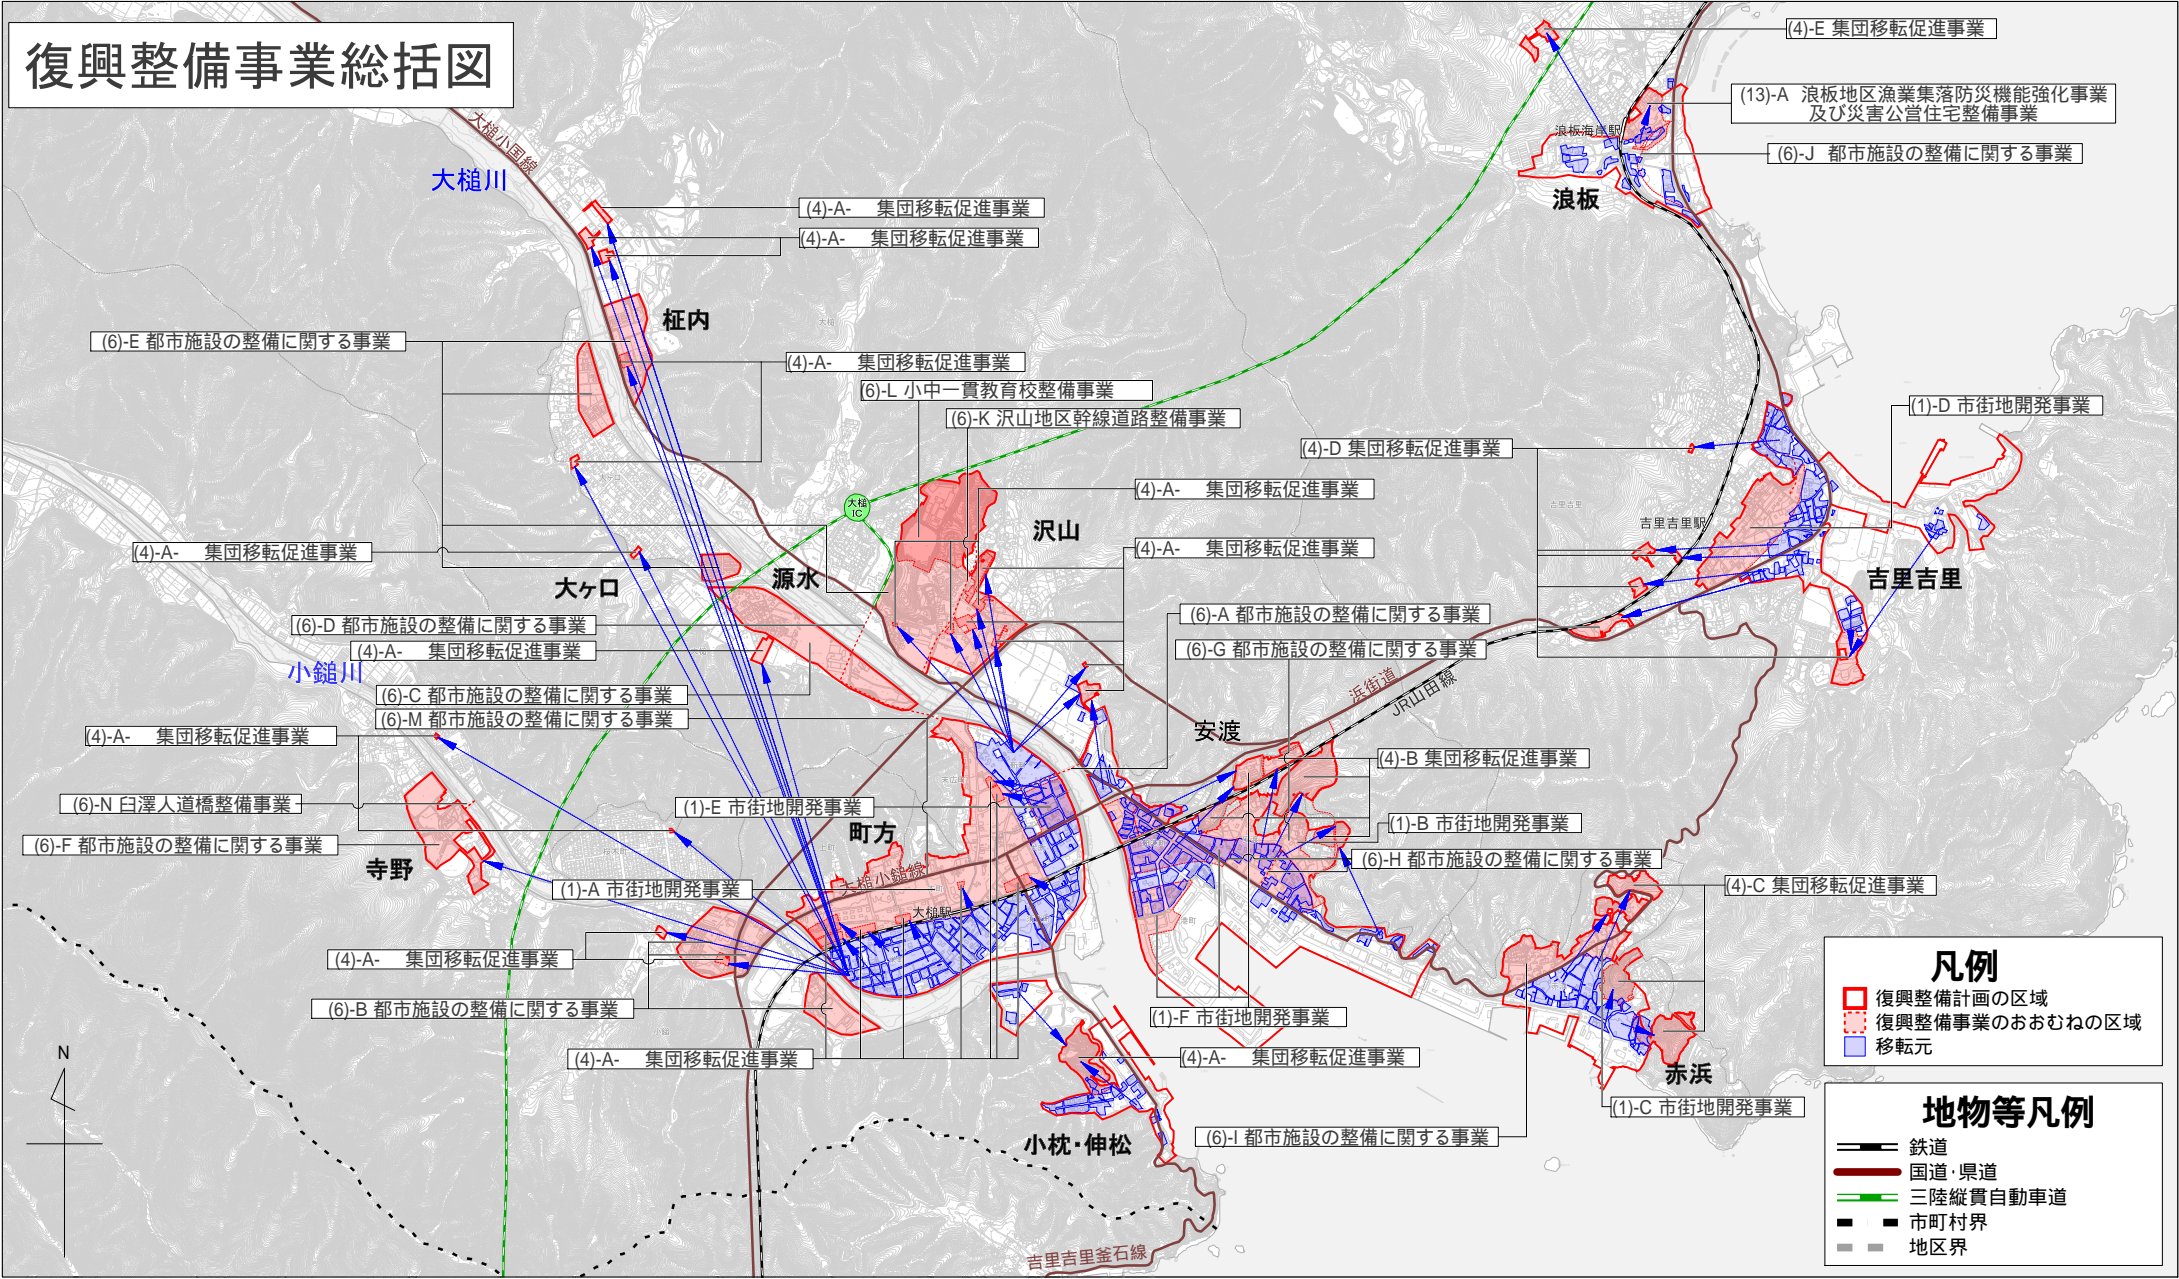 復興整備事業総括図
(4)-E 集団移転促進事業
(13)-A 浪板地区漁業集落防災機能強化事業
及び災害公営住宅整備事業
(6)-J 都市施設の整備に関する事業
浪板海岸駅
浪板
大槌小国線
大槌川
(4)-A- 集団移転促進事業
(4)-A- 集団移転促進事業
柾内
(6)-E 都市施設の整備に関する事業
(4)-A- 集団移転促進事業
(6)-L 小中一貫教育校整備事業
(6)-K 沢山地区幹線道路整備事業
(1)-D 市街地開発事業
(4)-D 集団移転促進事業
(4)-A- 集団移転促進事業
大槌
IC
沢山
吉里吉里
吉里吉里駅
(4)-A- 集団移転促進事業
(4)-A- 集団移転促進事業
大ヶ口
源水
吉里吉里
(6)-A 都市施設の整備に関する事業
(6)-D 都市施設の整備に関する事業
(4)-A- 集団移転促進事業
(6)-G 都市施設の整備に関する事業
小鎚川
(6)-C 都市施設の整備に関する事業
浜街道
JR山田線
(6)-M 都市施設の整備に関する事業
(4)-A- 集団移転促進事業
安渡
(4)-B 集団移転促進事業
(6)-N 臼澤人道橋整備事業
(1)-E 市街地開発事業
(1)-B 市街地開発事業
町方
(6)-F 都市施設の整備に関する事業
(6)-H 都市施設の整備に関する事業
寺野
大槌小鎚線
(1)-A 市街地開発事業
(4)-C 集団移転促進事業
大槌駅
(4)-A- 集団移転促進事業
(6)-B 都市施設の整備に関する事業
(1)-F 市街地開発事業
(4)-A- 集団移転促進事業
(4)-A- 集団移転促進事業
赤浜
(1)-C 市街地開発事業
(6)-I 都市施設の整備に関する事業
小枕・伸松
吉里吉里釜石線
N
凡例
復興整備計画の区域
復興整備事業のおおむねの区域
移転元
地物等凡例
鉄道
国道・県道
三陸縦貫自動車道
市町村界
地区界